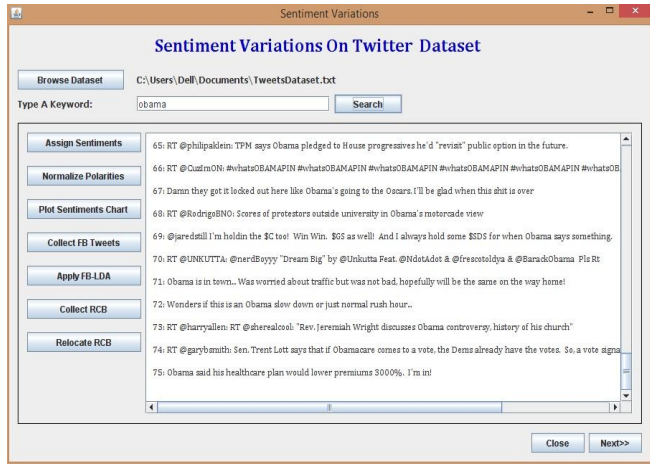 Sentiment Variations
Sentiment Variations On Twitter Dataset
Browse Dataset C:\Users\Dell\Documents\TweetsDataset.txt
Type A Keyword: obama Search
Assign Sentiments
Normalize Polarities
Plot Sentiments Chart
Collect FB Tweets
Apply FB-LDA
Collect RCB
Relocate RCB
65: RT @philipaklein: TPM says Obama pledged to House progressives he'd "revisit" public option in the future.
66: RT @CuzImON: #whatsOBAMAPIN #whatsOBAMAPIN #whatsOBAMAPIN #whatsOBAMAPIN #whatsOBAMAPIN #whatsOB
67: Damn they got it locked out here like Obama's going to the Oscars. I'll be glad when this shit is over
68: RT @RodrigoBNO: Scores of protestors outside university in Obama's motorcade view
69: @jaredstill I'm holdin the $C too! Win Win. $GS as well! And I always hold some $SDS for when Obama says something.
70: RT @UNKUTTA: @nerdBoyyy "Dream Big" by @Unkutta Feat. @NdotAdot & @frescotoldya & @BarackObama Pls Rt
71: Obama is in town.. Was worried about traffic but was not bad, hopefully will be the same on the way home!
72: Wonders if this is an Obama slow down or just normal rush hour..
73: RT @harryallen: RT @sherealcool: "Rev. Jeremiah Wright discusses Obama controversy, history of his church"
74: RT @garybsmith: Sen. Trent Lott says that if Obamacare comes to a vote, the Dems already have the votes. So, a vote signa
75: Obama said his healthcare plan would lower premiums 3000%. I'm in!
Close Next>>